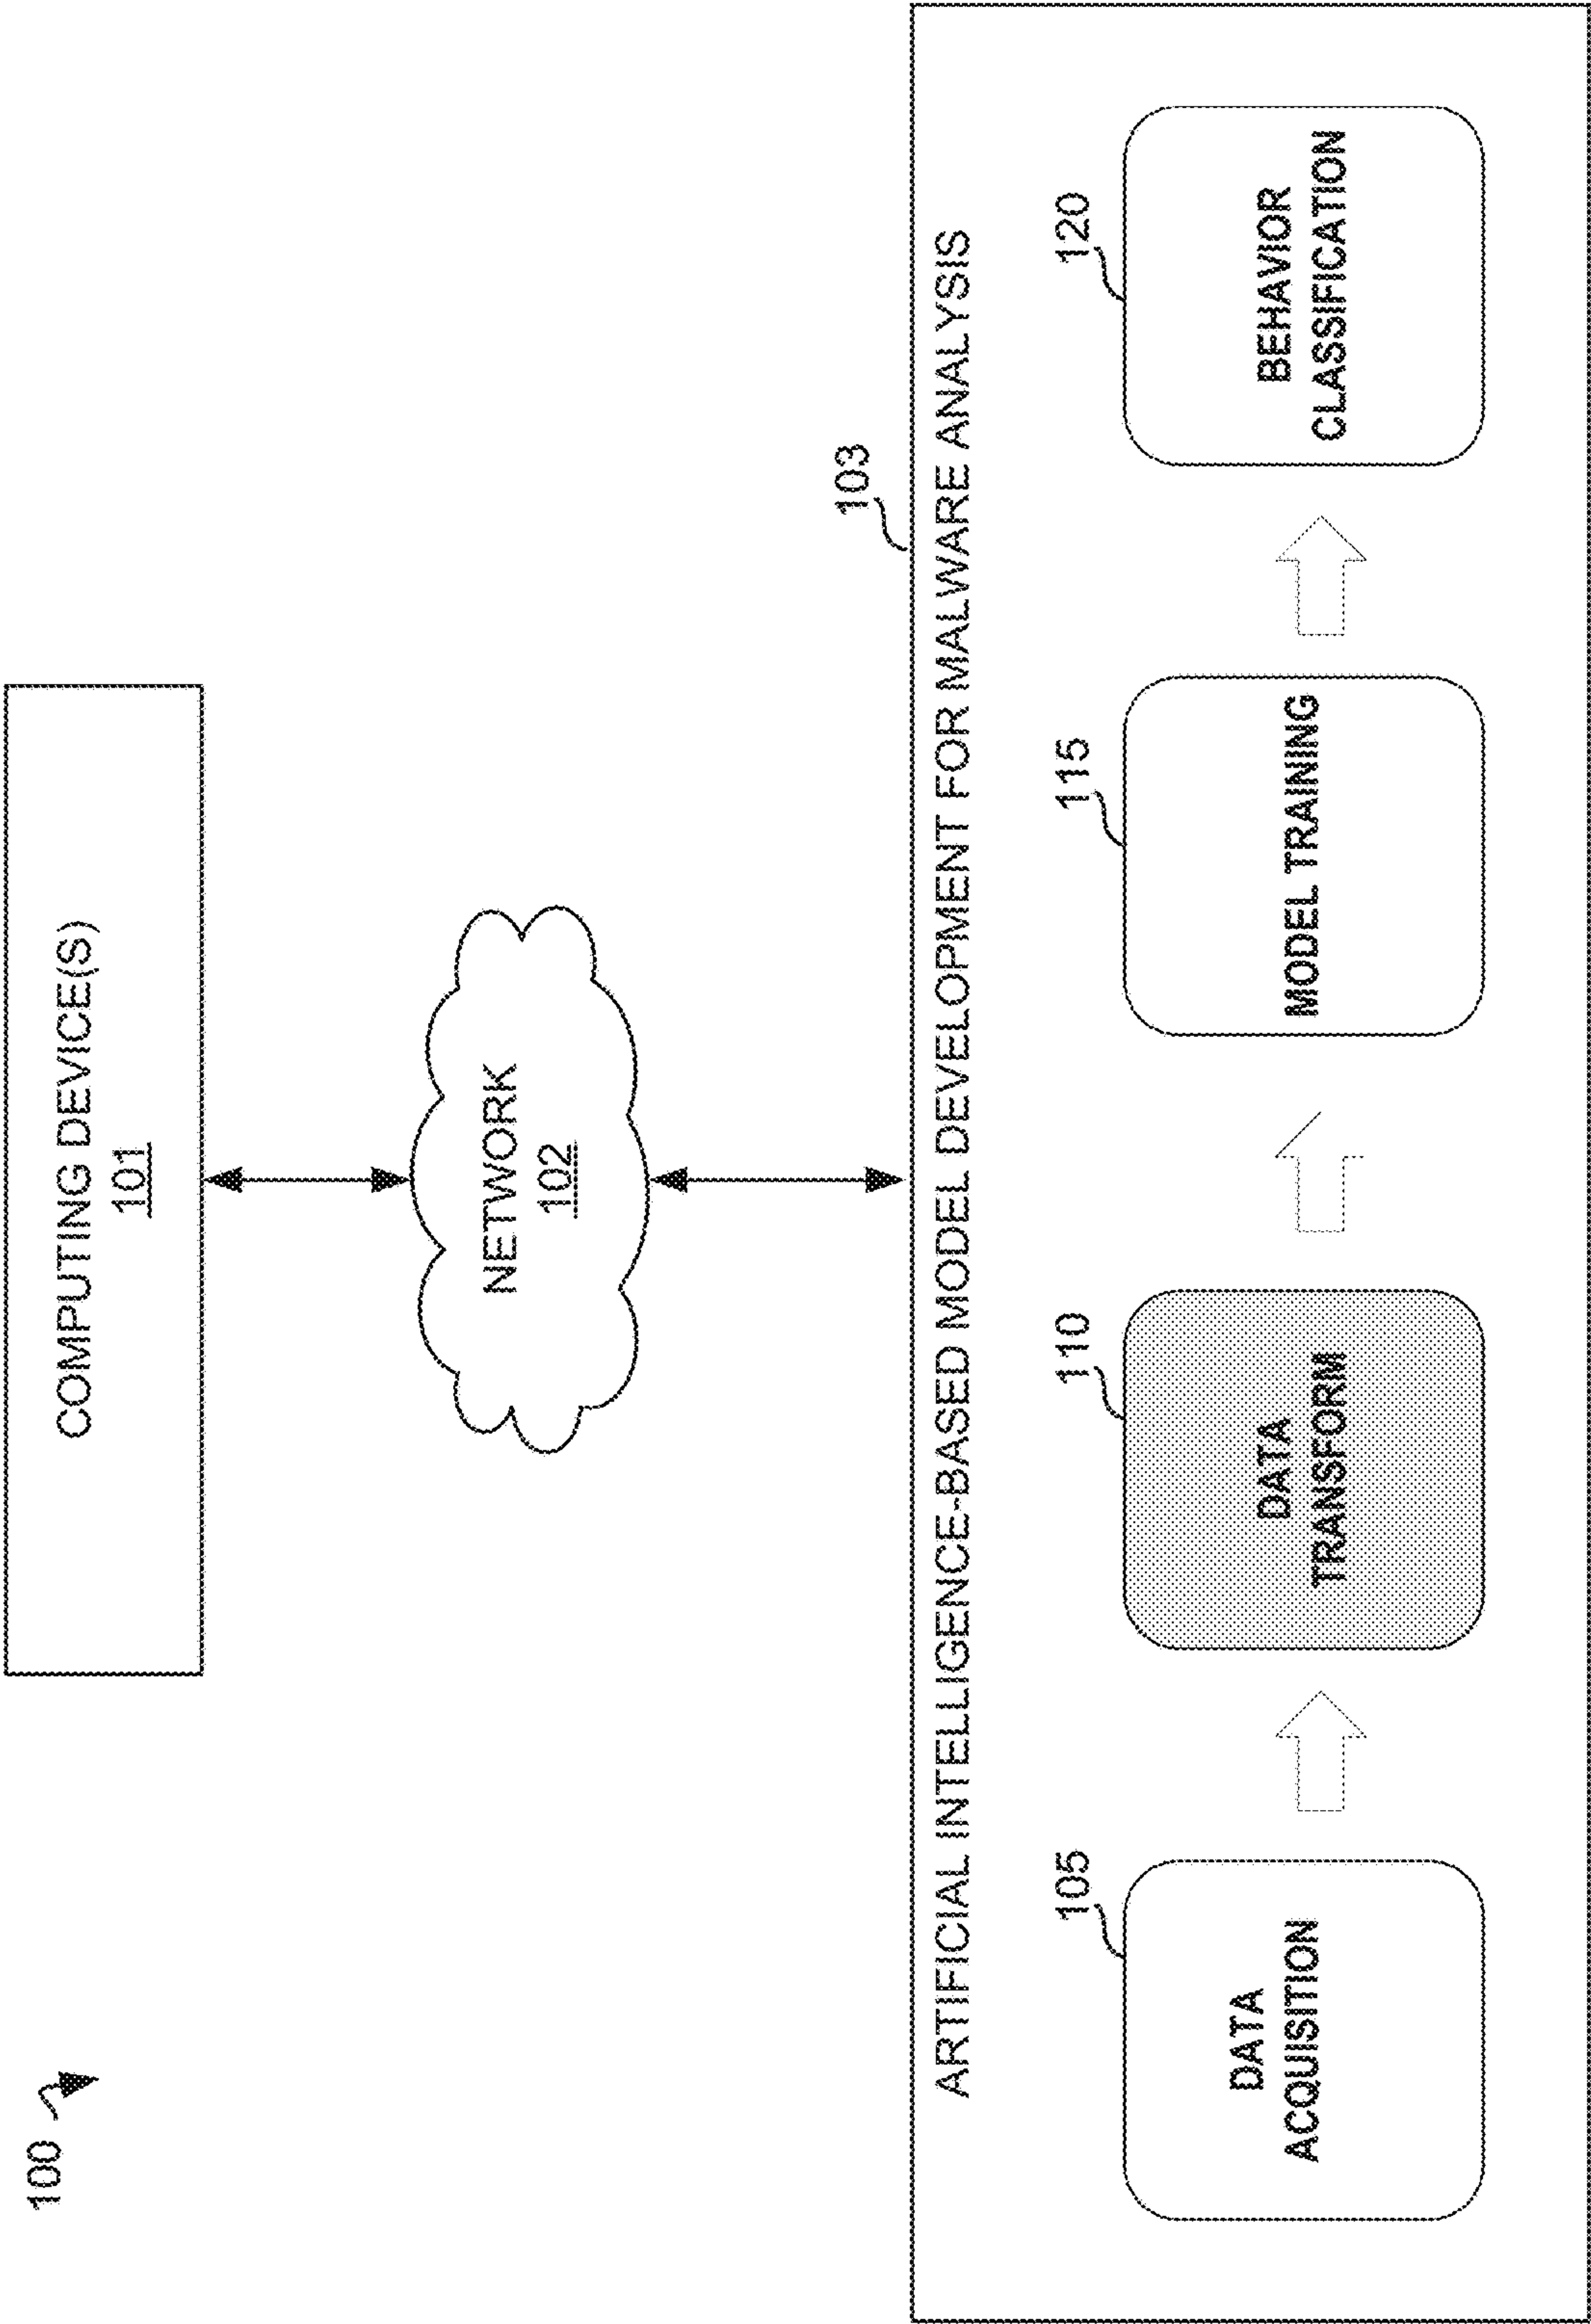 100
COMPUTING DEVICE(S)
101
NETWORK
102
103
ARTIFICIAL INTELLIGENCE-BASED MODEL DEVELOPMENT FOR MALWARE ANALYSIS
105
DATA
ACQUISITION
110
DATA
TRANSFORM
115
MODEL TRAINING
120
BEHAVIOR
CLASSIFICATION